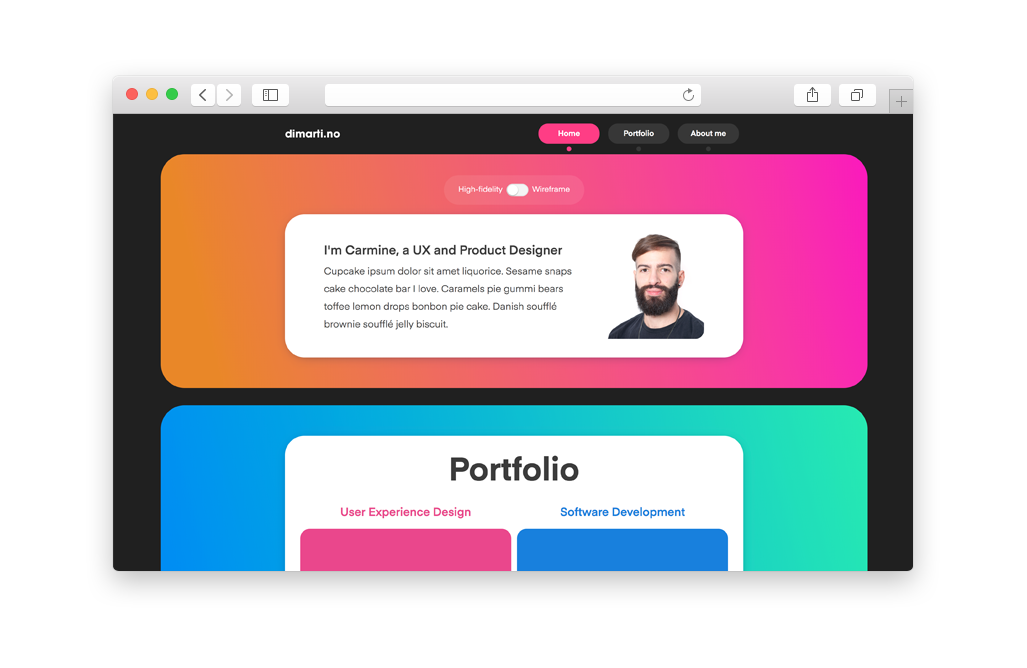 dimarti.no
Home
Portfolio
About me
High-fidelity
Wireframe
I'm Carmine, a UX and Product Designer
Cupcake ipsum dolor sit amet liquorice. Sesame snaps
cake chocolate bar I love. Caramels pie gummi bears
toffee lemon drops bonbon pie cake. Danish soufflé
brownie soufflé jelly biscuit.
Portfolio
User Experience Design
Software Development